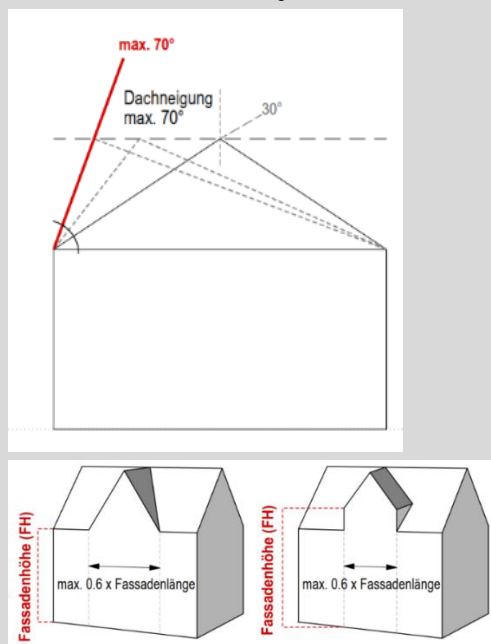 max. 70°
Dachneigung
max. 70°
30°
Fassadenhöhe (FH)
max. 0.6 x Fassadenlänge
Fassadenhöhe (FH)
max. 0.6 x Fassadenlänge